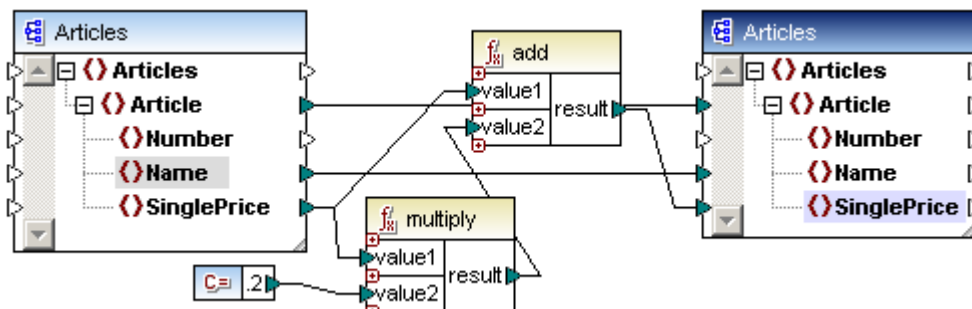 Articles
Articles
Article
Number
Name
SinglePrice
add
value1
value2
result
multiply
value1
value2
result
C= .2
Articles
Articles
Article
Number
Name
SinglePrice